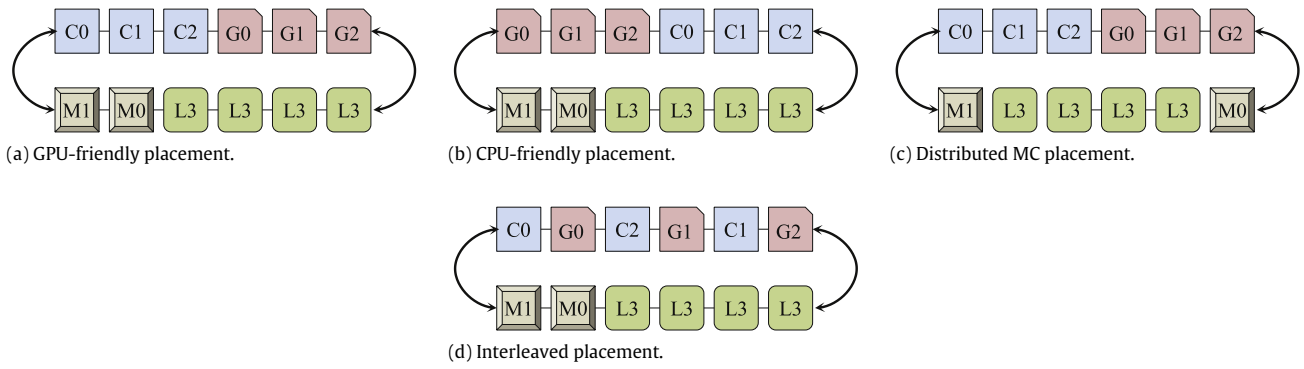 C0 C1 C2 G0 G1 G2
M1 M0 L3 L3 L3 L3
(a) GPU-friendly placement.
G0 G1 G2 C0 C1 C2
M1 M0 L3 L3 L3 L3
(b) CPU-friendly placement.
C0 C1 C2 G0 G1 G2
M1 L3 L3 L3 L3 M0
(c) Distributed MC placement.
C0 G0 C2 G1 C1 G2
M1 M0 L3 L3 L3 L3
(d) Interleaved placement.